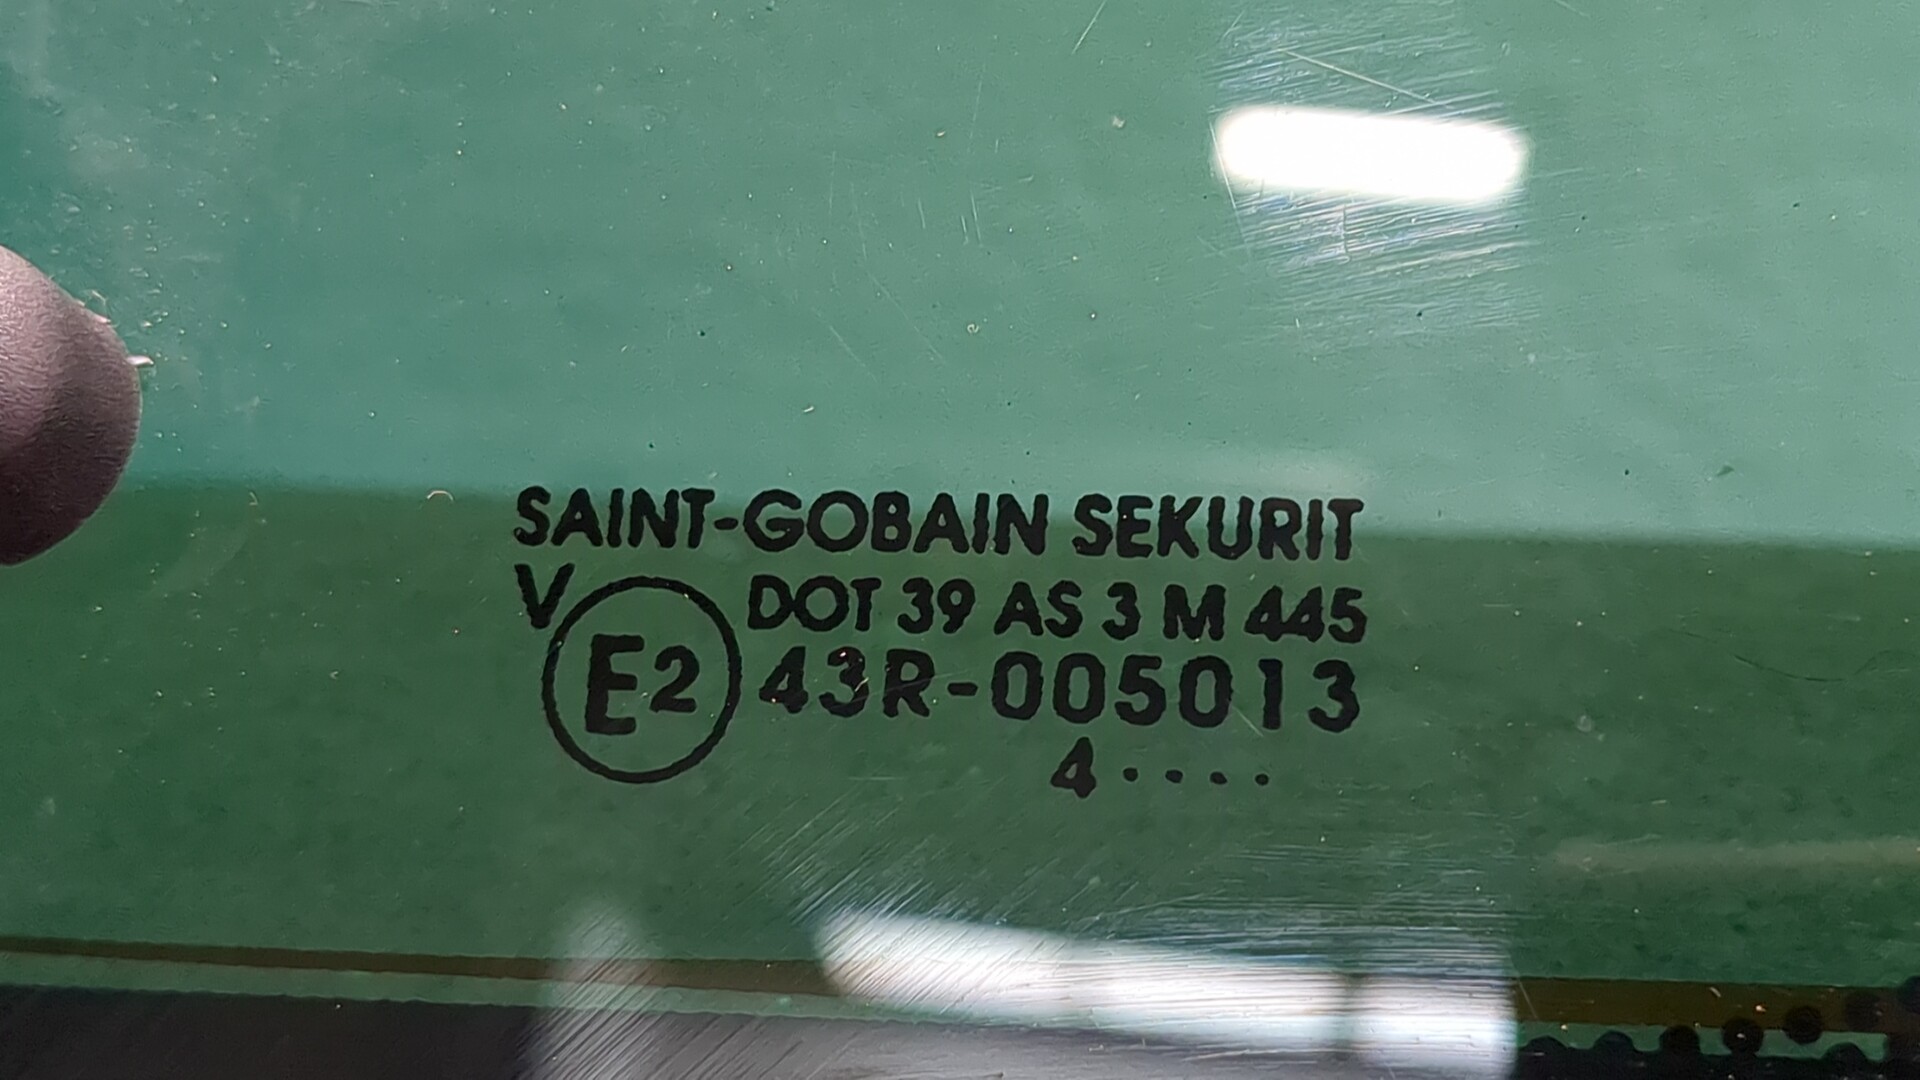 SAINT-GOBAIN SEKURIT
V DOT 39 AS 3 M 445
E2 43R-005013
4....